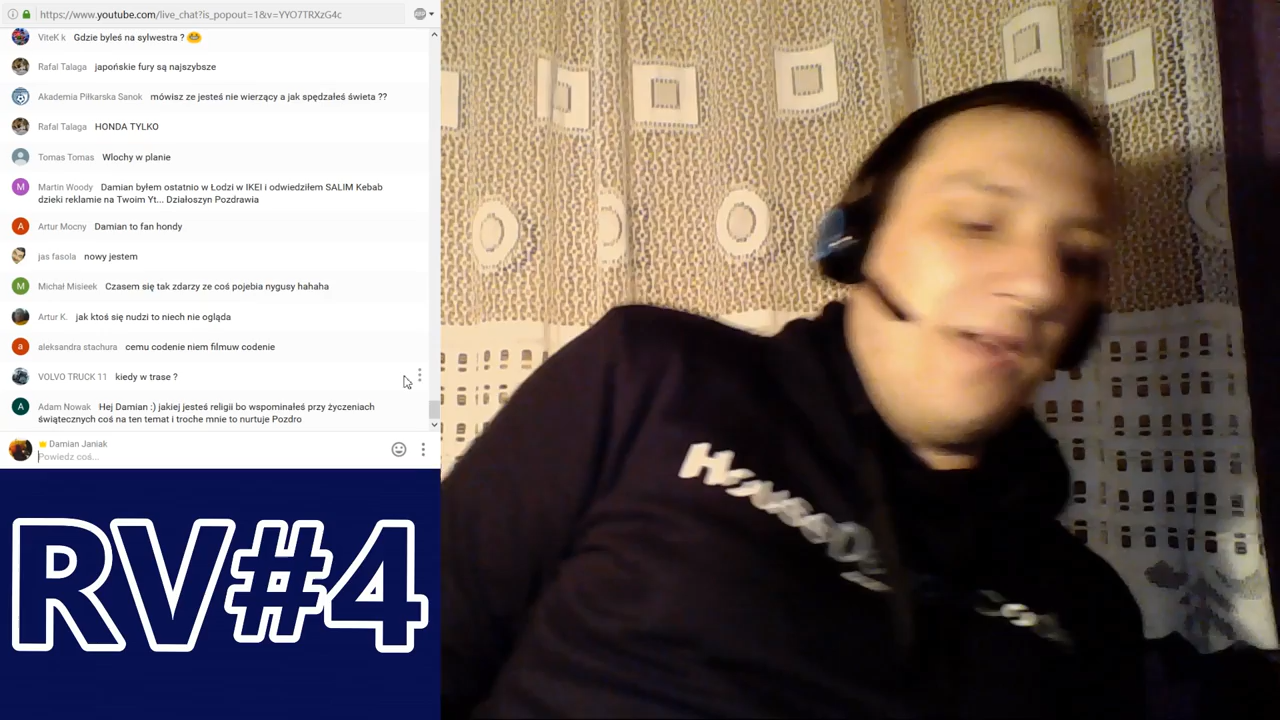 https://www.youtube.com/live_chat?is_popout=1&v=YYO7TRXzG4c
ViteK k Gdzie byleś na sylwestra ?
Rafal Talaga japońskie fury są najszybsze
Akademia Piłkarska Sanok mówisz ze jesteś nie wierzący a jak spędzałeś świeta ??
Rafal Talaga HONDA TYLKO
Tomas Tomas Wlochy w planie
M Martin Woody Damian byłem ostatnio w Łodzi w IKEI i odwiedziłem SALIM Kebab
dzieki reklamie na Twoim Yt... Działoszyn Pozdrawia
A Artur Mocny Damian to fan hondy
jas fasola nowy jestem
M Michał Misieek Czasem się tak zdarzy ze coś pojebia nygusy hahaha
Artur K. jak ktoś się nudzi to niech nie ogląda
a aleksandra stachura cemu codenie niem filmuw codenie
VOLVO TRUCK 11 kiedy w trase ?
A Adam Nowak Hej Damian :) jakiej jesteś religii bo wspominałeś przy życzeniach
świątecznych coś na ten temat i troche mnie to nurtuje Pozdro
Damian Janiak
Powiedz coś...
RV#4